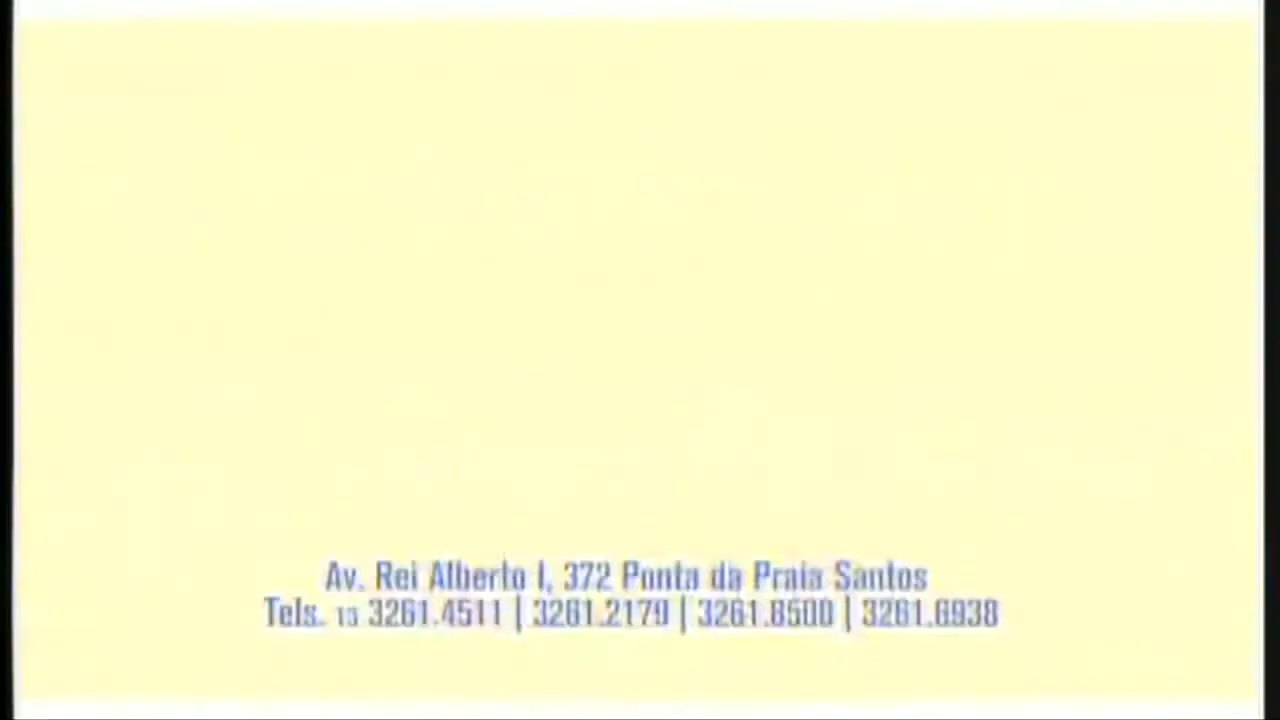 Av. Rei Alberto I, 372 Ponta da Praia Santos
Tels. 13 3261.4511 | 3261.2179 | 3261.8500 | 3261.6938